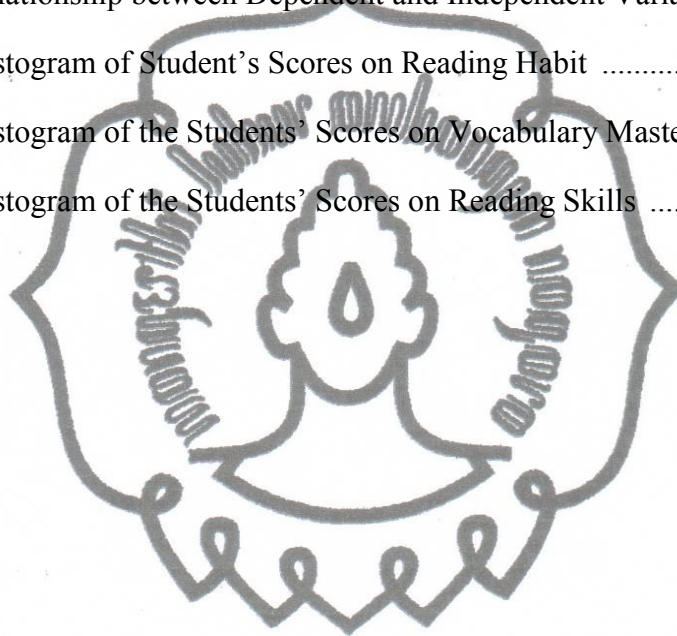 lationship between Dependent and Independent Varia
stogram of Student's Scores on Reading Habit ..........
stogram of the Students' Scores on Vocabulary Maste
stogram of the Students' Scores on Reading Skills ....